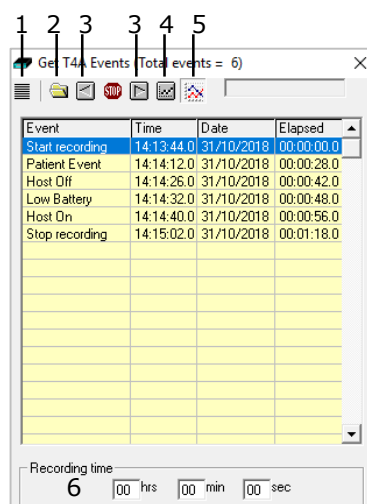 1 2 3 3 4 5
Get T4A Events (Total events = 6)
STOP
Event Time Date Elapsed
Start recording 14:13:44.0 31/10/2018 00:00:00.0
Patient Event 14:14:12.0 31/10/2018 00:00:28.0
Host Off 14:14:26.0 31/10/2018 00:00:42.0
Low Battery 14:14:32.0 31/10/2018 00:00:48.0
Host On 14:14:40.0 31/10/2018 00:00:56.0
Stop recording 14:15:02.0 31/10/2018 00:01:18.0
Recording time
6 00 hrs 00 min 00 sec